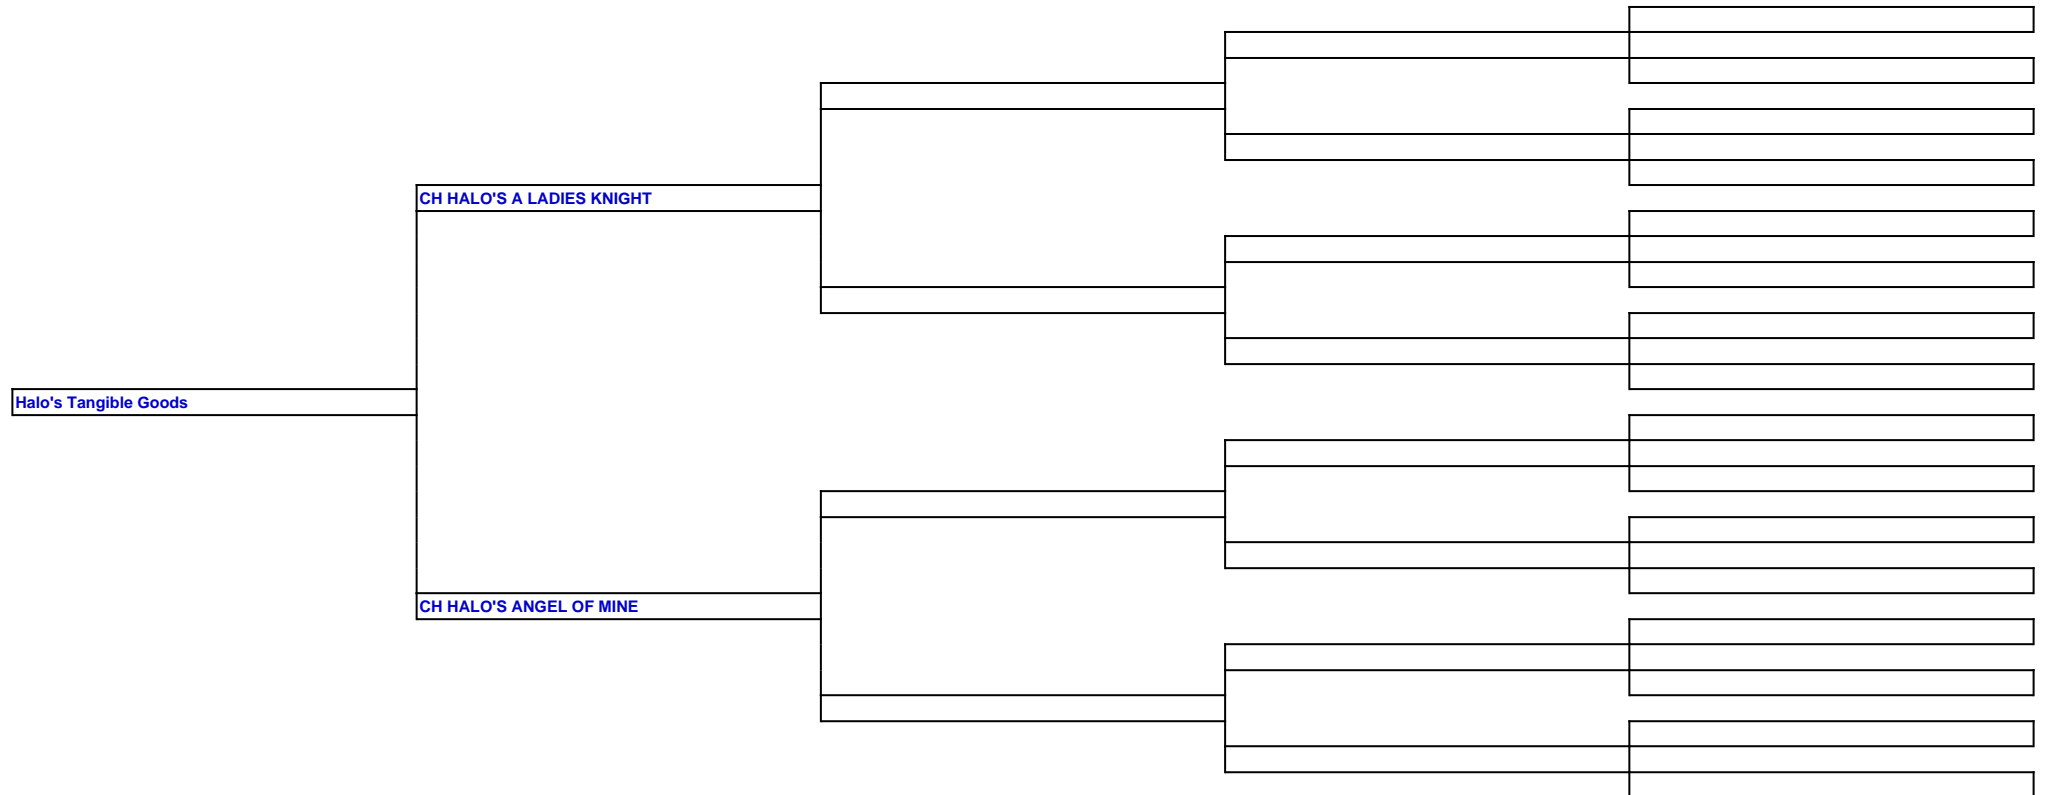 CH HALO'S A LADIES KNIGHT
Halo's Tangible Goods
CH HALO'S ANGEL OF MINE